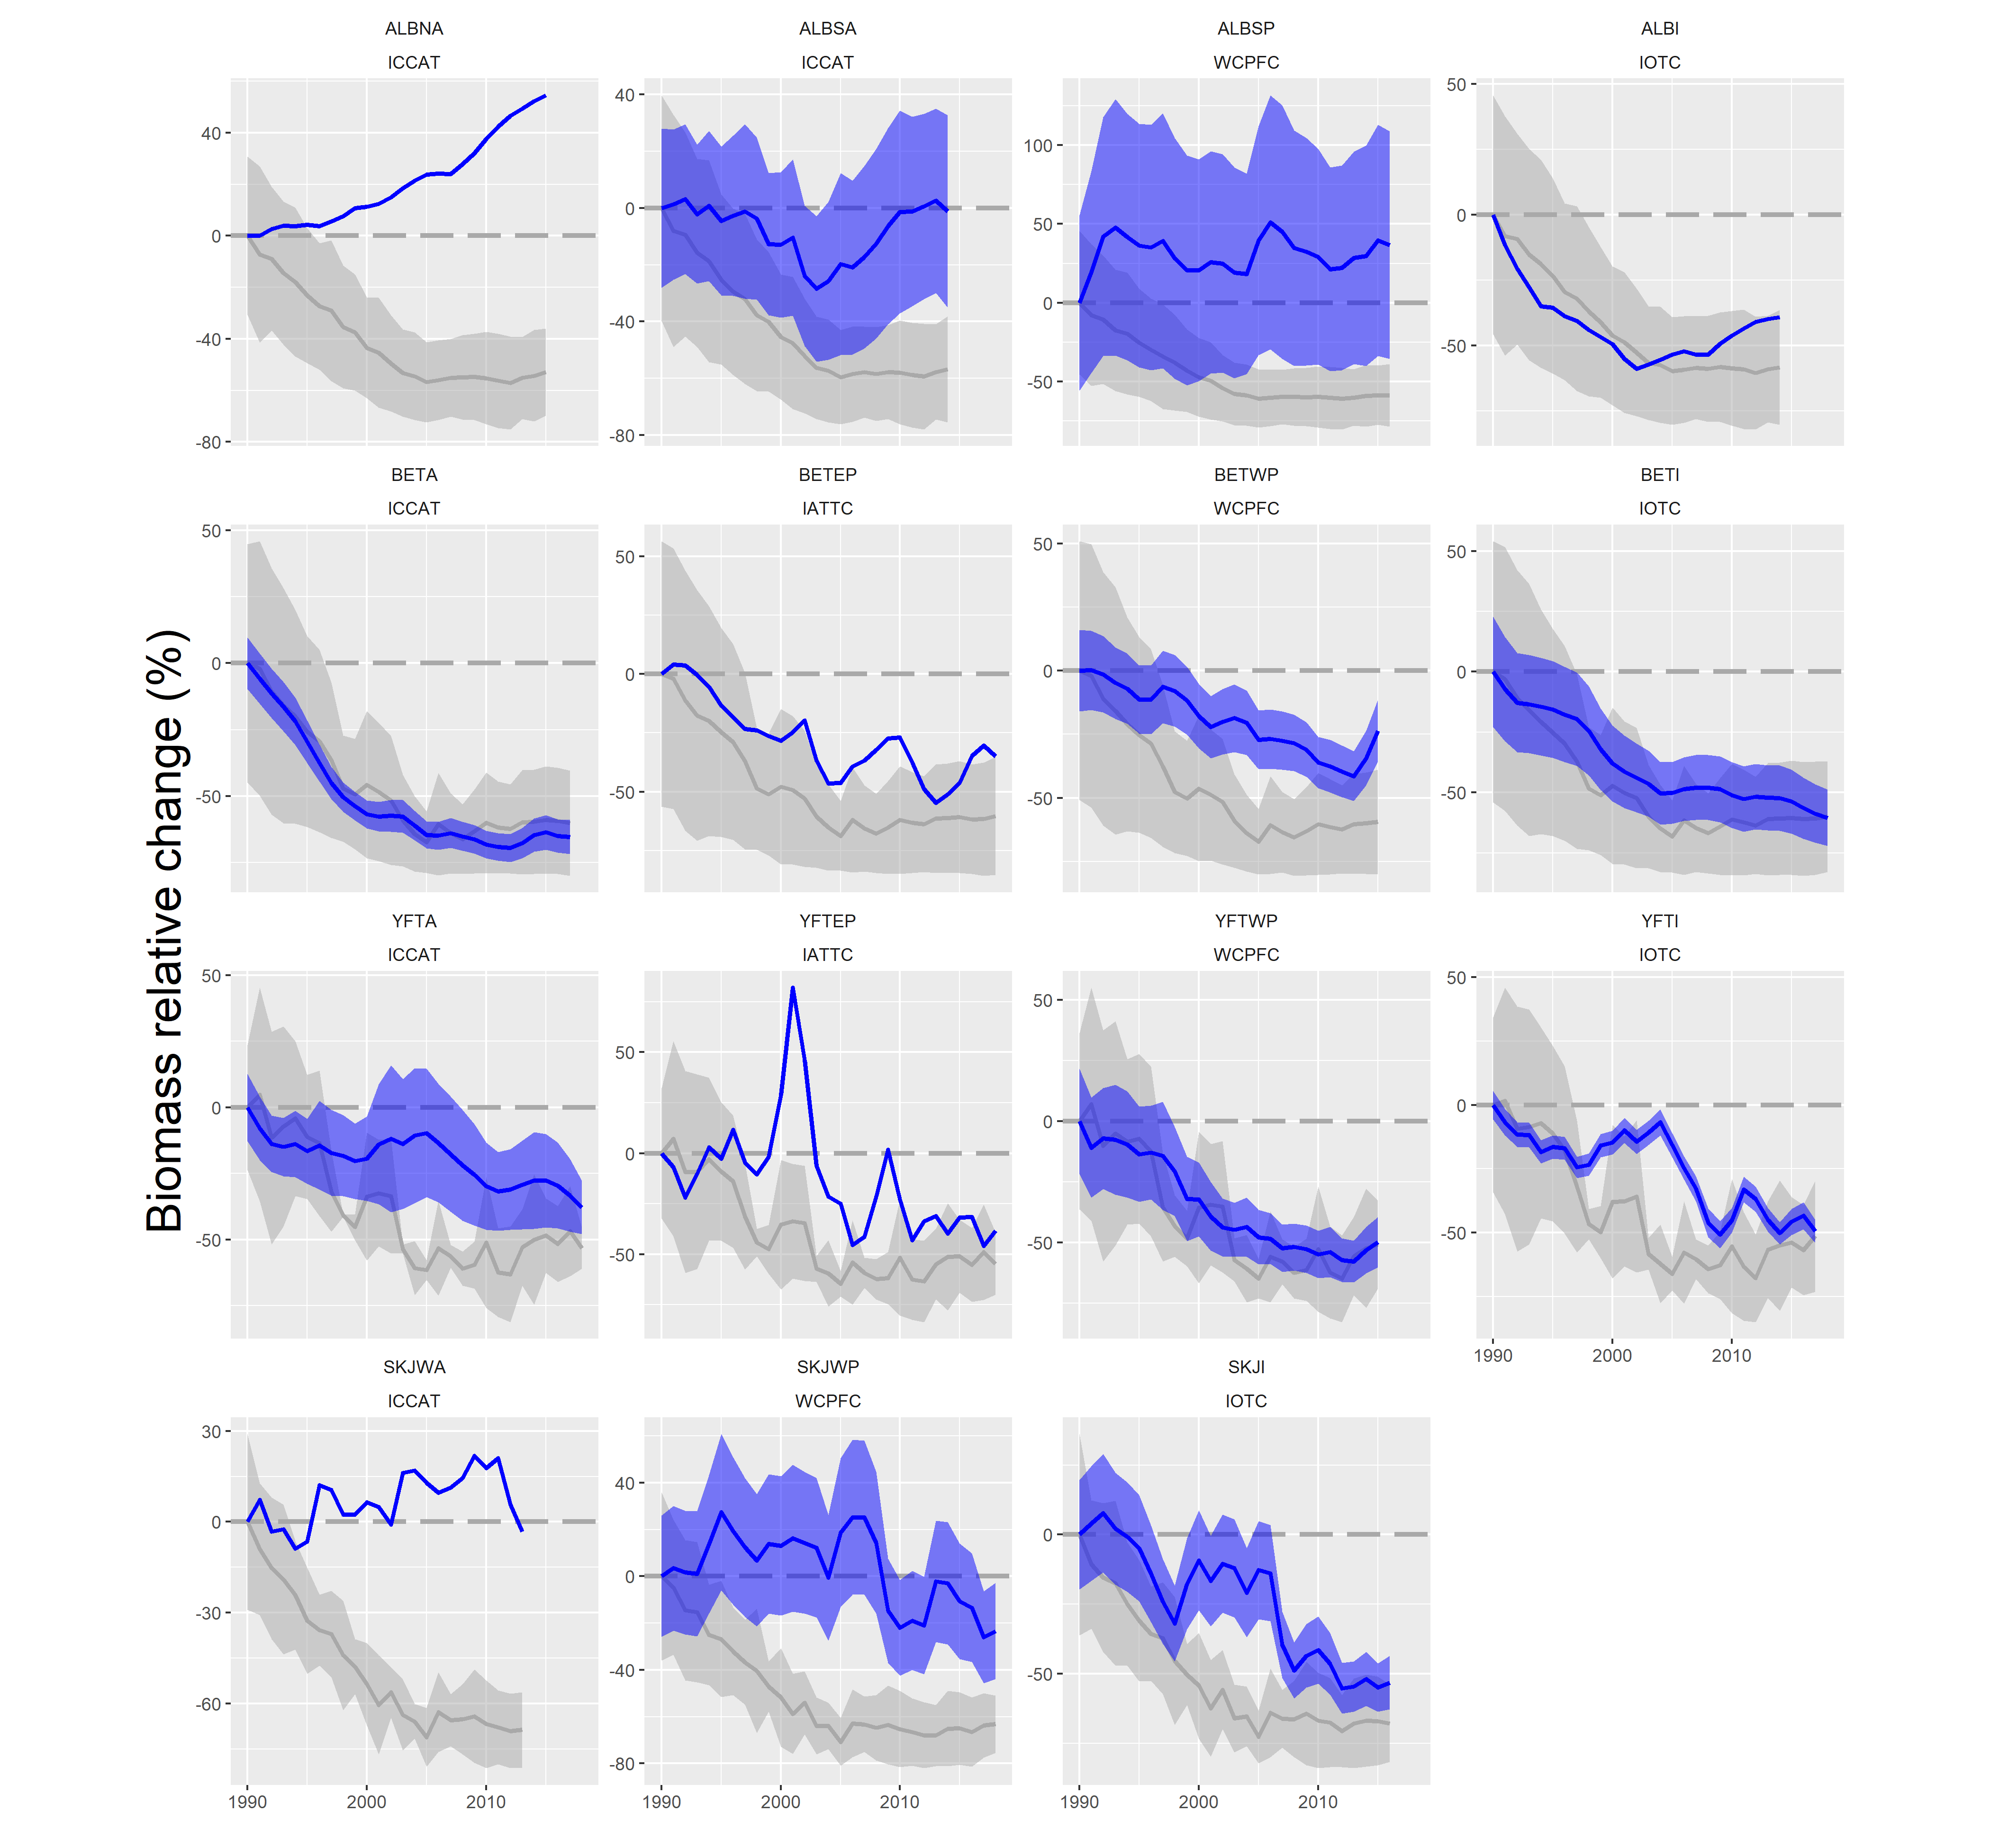 ALBNA
ICCAT
40
0
-40
-80
ALBSA
ICCAT
40
0
-40
-80
ALBSP
WCPFC
100
50
0
-50
ALBI
IOTC
50
0
-50
BETA
ICCAT
50
0
-50
BETEP
IATTC
50
0
-50
BETWP
WCPFC
50
0
-50
BETI
IOTC
50
0
-50
Biomass relative change (%)
YFTA
ICCAT
50
0
-50
YFTEP
IATTC
50
0
-50
YFTWP
WCPFC
50
0
-50
YFTI
IOTC
50
0
-50
1990 2000 2010
SKJWA
ICCAT
30
0
-30
-60
1990 2000 2010
SKJWP
WCPFC
40
0
-40
-80
1990 2000 2010
SKJI
IOTC
0
-50
1990 2000 2010